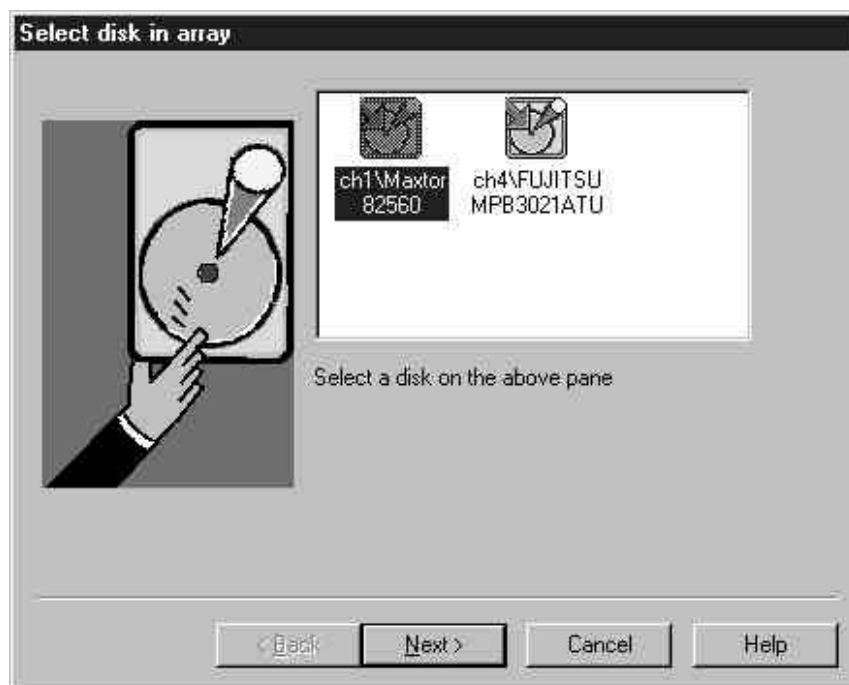 Select disk in array
ch1\Maxtor
82560
ch4\FUJITSU
MPB3021ATU
Select a disk on the above pane
< Back
Next >
Cancel
Help